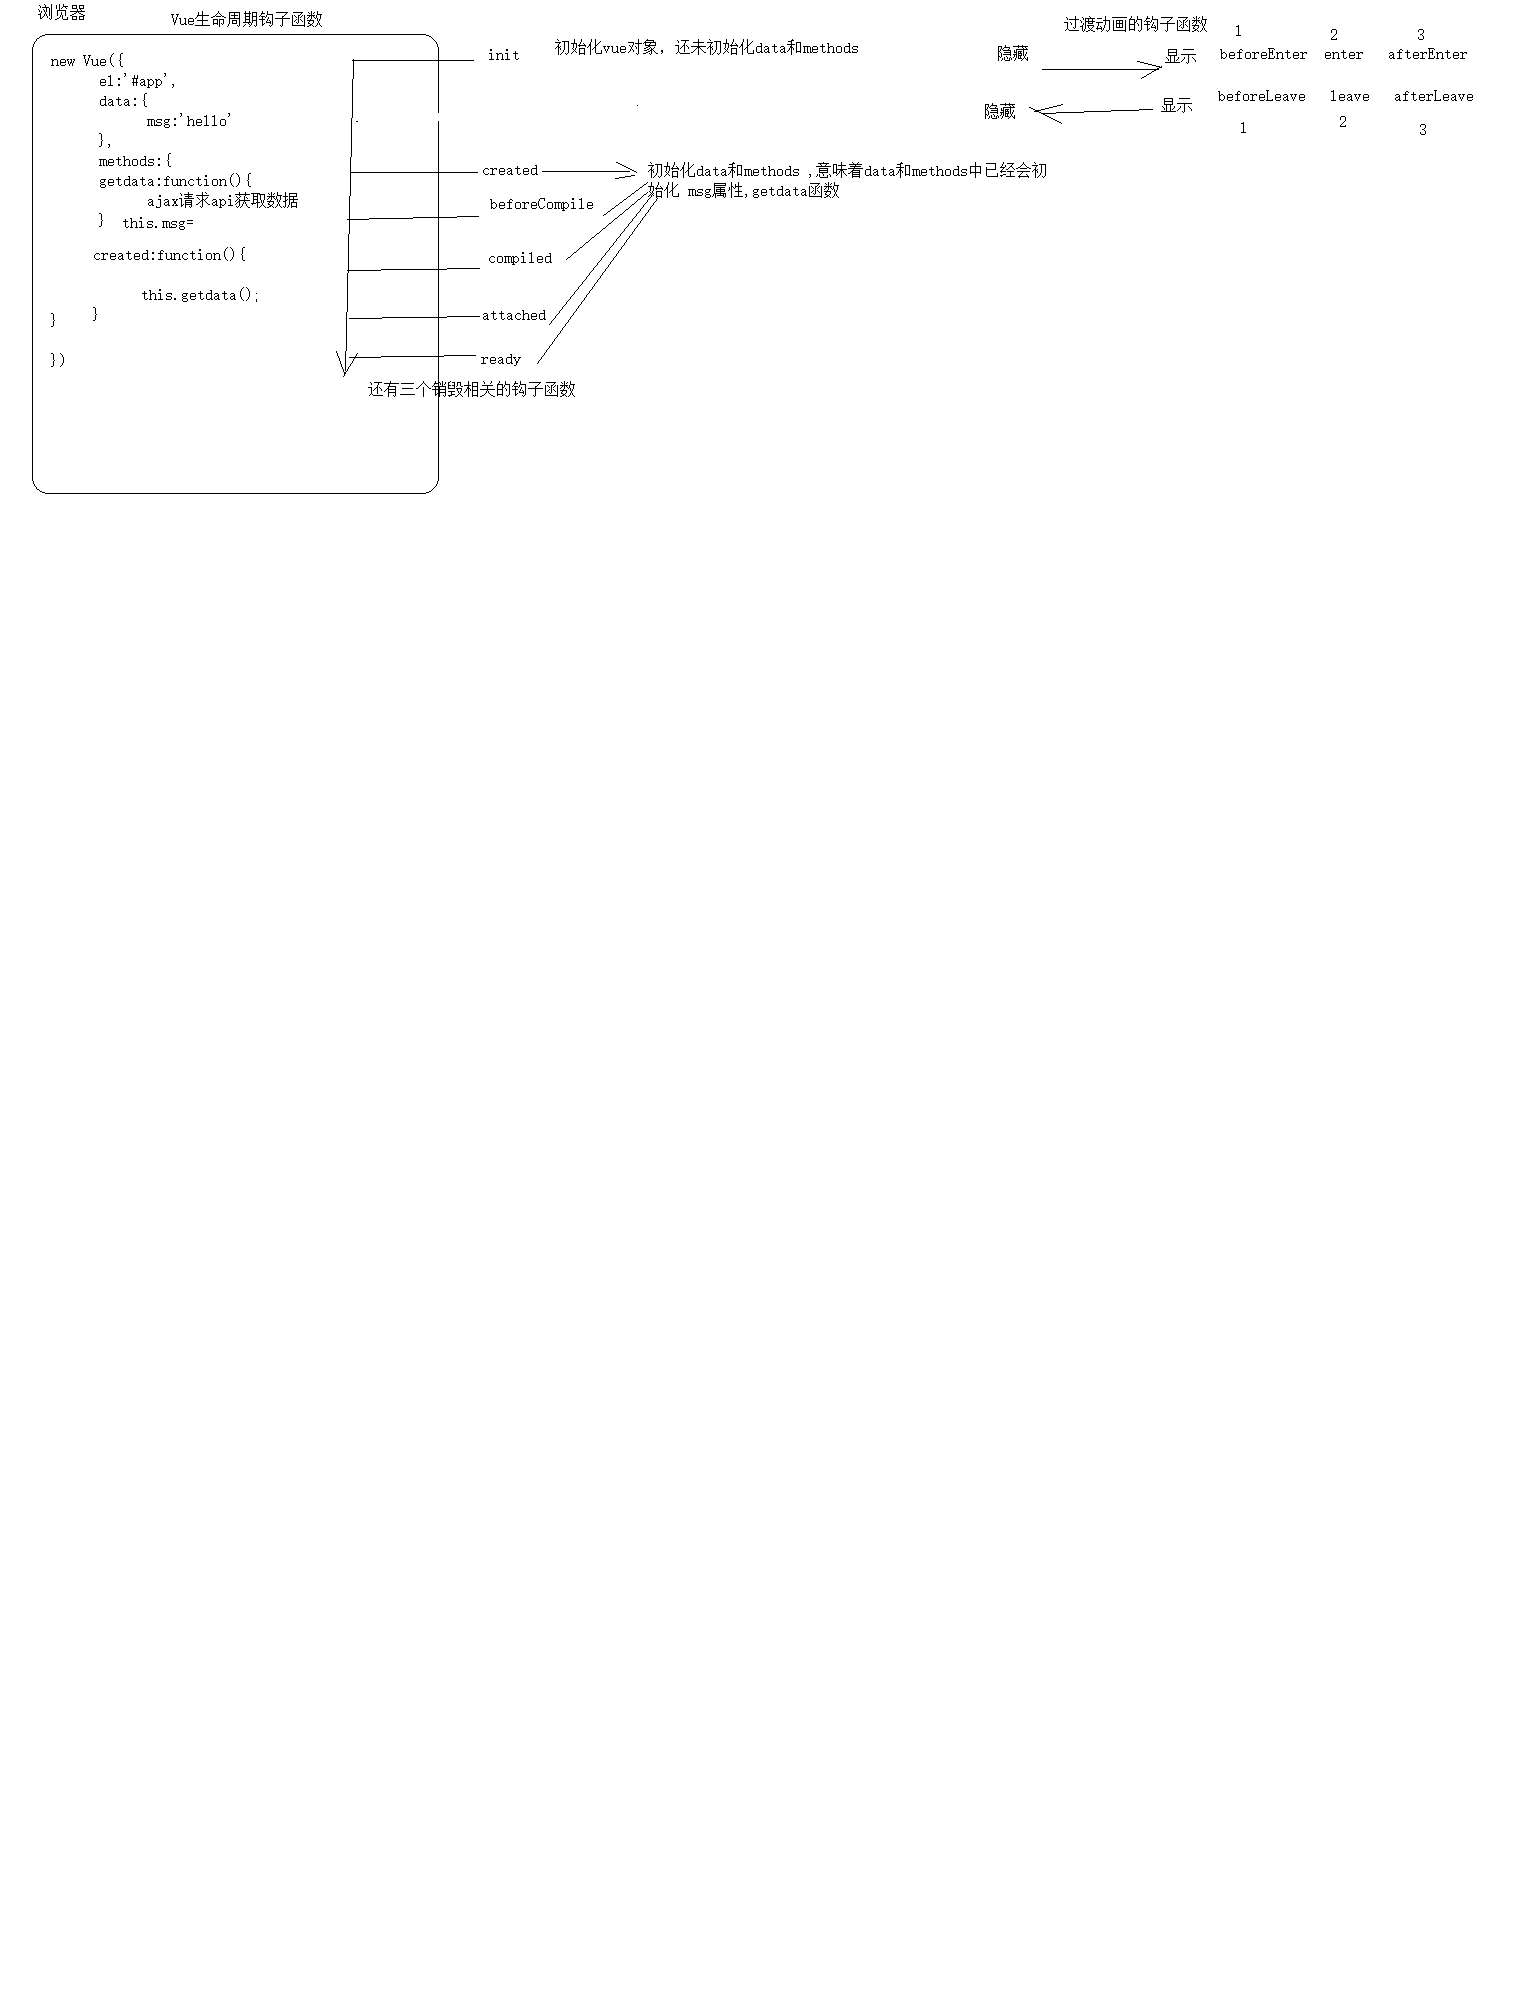 浏览器
Vue生命周期钩子函数
new Vue({
el:'#app',
data:{
msg:'hello'
},
methods:{
getdata:function(){
ajax请求api获取数据
} this.msg=
created:function(){
this.getdata();
}
}
})
init
初始化vue对象，还未初始化data和methods
created
初始化data和methods ,意味着data和methods中已经会初
始化 msg属性,getdata函数
beforeCompile
compiled
attached
ready
还有三个销毁相关的钩子函数
过渡动画的钩子函数
1 2 3
隐藏 显示 beforeEnter enter afterEnter
隐藏 显示 beforeLeave leave afterLeave
1 2 3